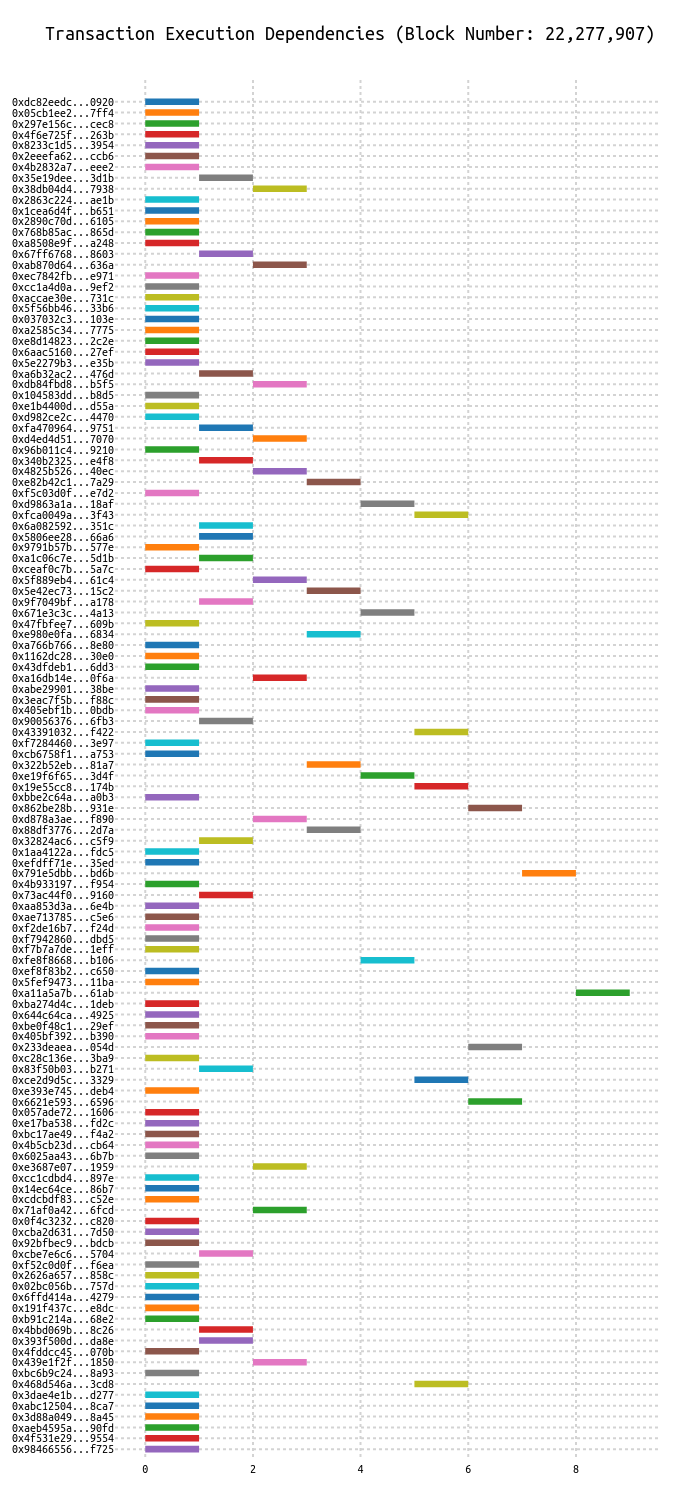 Transaction Execution Dependencies (Block Number: 22,277,907)
0xdc82eedc...0920
0x05cb1ee2...7ff4
0x297e156c...cec8
0x4f6e725f...263b
0x8233c1d5...3954
0x2eeefa62...ccb6
0x4b2832a7...eee2
0x35e19dee...3d1b
0x38db04d4...7938
0x2863c224...ae1b
0x1cea6d4f...b651
0x2890c70d...6105
0x768b85ac...865d
0xa8508e9f...a248
0x67ff6768...8603
0xab870d64...636a
0xec7842fb...e971
0xcc1a4d0a...9ef2
0xaccae30e...731c
0x5f56bb46...33b6
0x037032c3...103e
0xa2585c34...7775
0xe8d14823...2c2e
0x6aac5160...27ef
0x5e2279b3...e35b
0xa6b32ac2...476d
0xdb84fbd8...b5f5
0x104583dd...b8d5
0xe1b4400d...d55a
0xd982ce2c...4470
0xfa470964...9751
0xd4ed4d51...7070
0x96b011c4...9210
0x340b2325...e4f8
0x4825b526...40ec
0xe82b42c1...7a29
0xf5c03d0f...e7d2
0xd9863a1a...18af
0xfca0049a...3f43
0x6a082592...351c
0x5806ee28...66a6
0x9791b57b...577e
0xa1c06c7e...5d1b
0xceaf0c7b...5a7c
0x5f889eb4...61c4
0x5e42ec73...15c2
0x9f7049bf...a178
0x671e3c3c...4a13
0x47fbfee7...609b
0xe980e0fa...6834
0xa766b766...8e80
0x1162dc28...30e0
0x43dfdeb1...6dd3
0xa16db14e...0f6a
0xabe29901...38be
0x3eac7f5b...f88c
0x405ebf1b...0bdb
0x90056376...6fb3
0x43391032...f422
0xf7284460...3e97
0xcb6758f1...a753
0x322b52eb...81a7
0xe19f6f65...3d4f
0x19e55cc8...174b
0xbbe2c64a...a0b3
0x862be28b...931e
0xd878a3ae...f890
0x88df3776...2d7a
0x32824ac6...c5f9
0x1aa4122a...fdc5
0xefdff71e...35ed
0x791e5dbb...bd6b
0x4b933197...f954
0x73ac44f0...9160
0xaa853d3a...6e4b
0xae713785...c5e6
0xf2de16b7...f24d
0xf7942860...dbd5
0xf7b7a7de...1eff
0xfe8f8668...b106
0xef8f83b2...c650
0x5fef9473...11ba
0xa11a5a7b...61ab
0xba274d4c...1deb
0x644c64ca...4925
0xbe0f48c1...29ef
0x405bf392...b390
0x233deaea...054d
0xc28c136e...3ba9
0x83f50b03...b271
0xce2d9d5c...3329
0xe393e745...deb4
0x6621e593...6596
0x057ade72...1606
0xe17ba538...fd2c
0xbc17ae49...f4a2
0x4b5cb23d...cb64
0x6025aa43...6b7b
0xe3687e07...1959
0xcc1cdbd4...897e
0x14ec64ce...86b7
0xcdcbdf83...c52e
0x71af0a42...6fcd
0x0f4c3232...c820
0xcba2d631...7d50
0x92bfbec9...bdcb
0xcbe7e6c6...5704
0xf52c0d0f...f6ea
0x2626a657...858c
0x02bc056b...757d
0x6ffd414a...4279
0x191f437c...e8dc
0xb91c214a...68e2
0x4bbd069b...8c26
0x393f500d...da8e
0x4fddcc45...070b
0x439e1f2f...1850
0xbc6b9c24...8a93
0x468d546a...3cd8
0x3dae4e1b...d277
0xabc12504...8ca7
0x3d88a049...8a45
0xaeb4595a...90fd
0x4f531e29...9554
0x98466556...f725
0 2 4 6 8